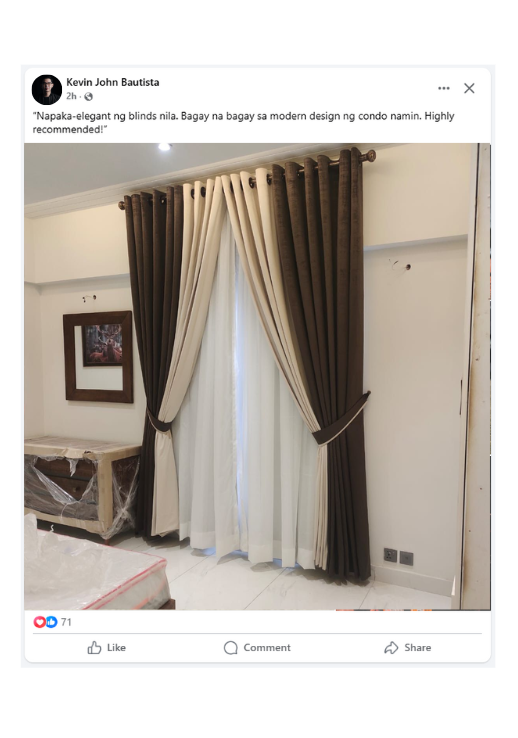 Kevin John Bautista
2h ·
"Napaka-elegant ng blinds nila. Bagay na bagay sa modern design ng condo namin. Highly
recommended!"
71
Like Comment Share